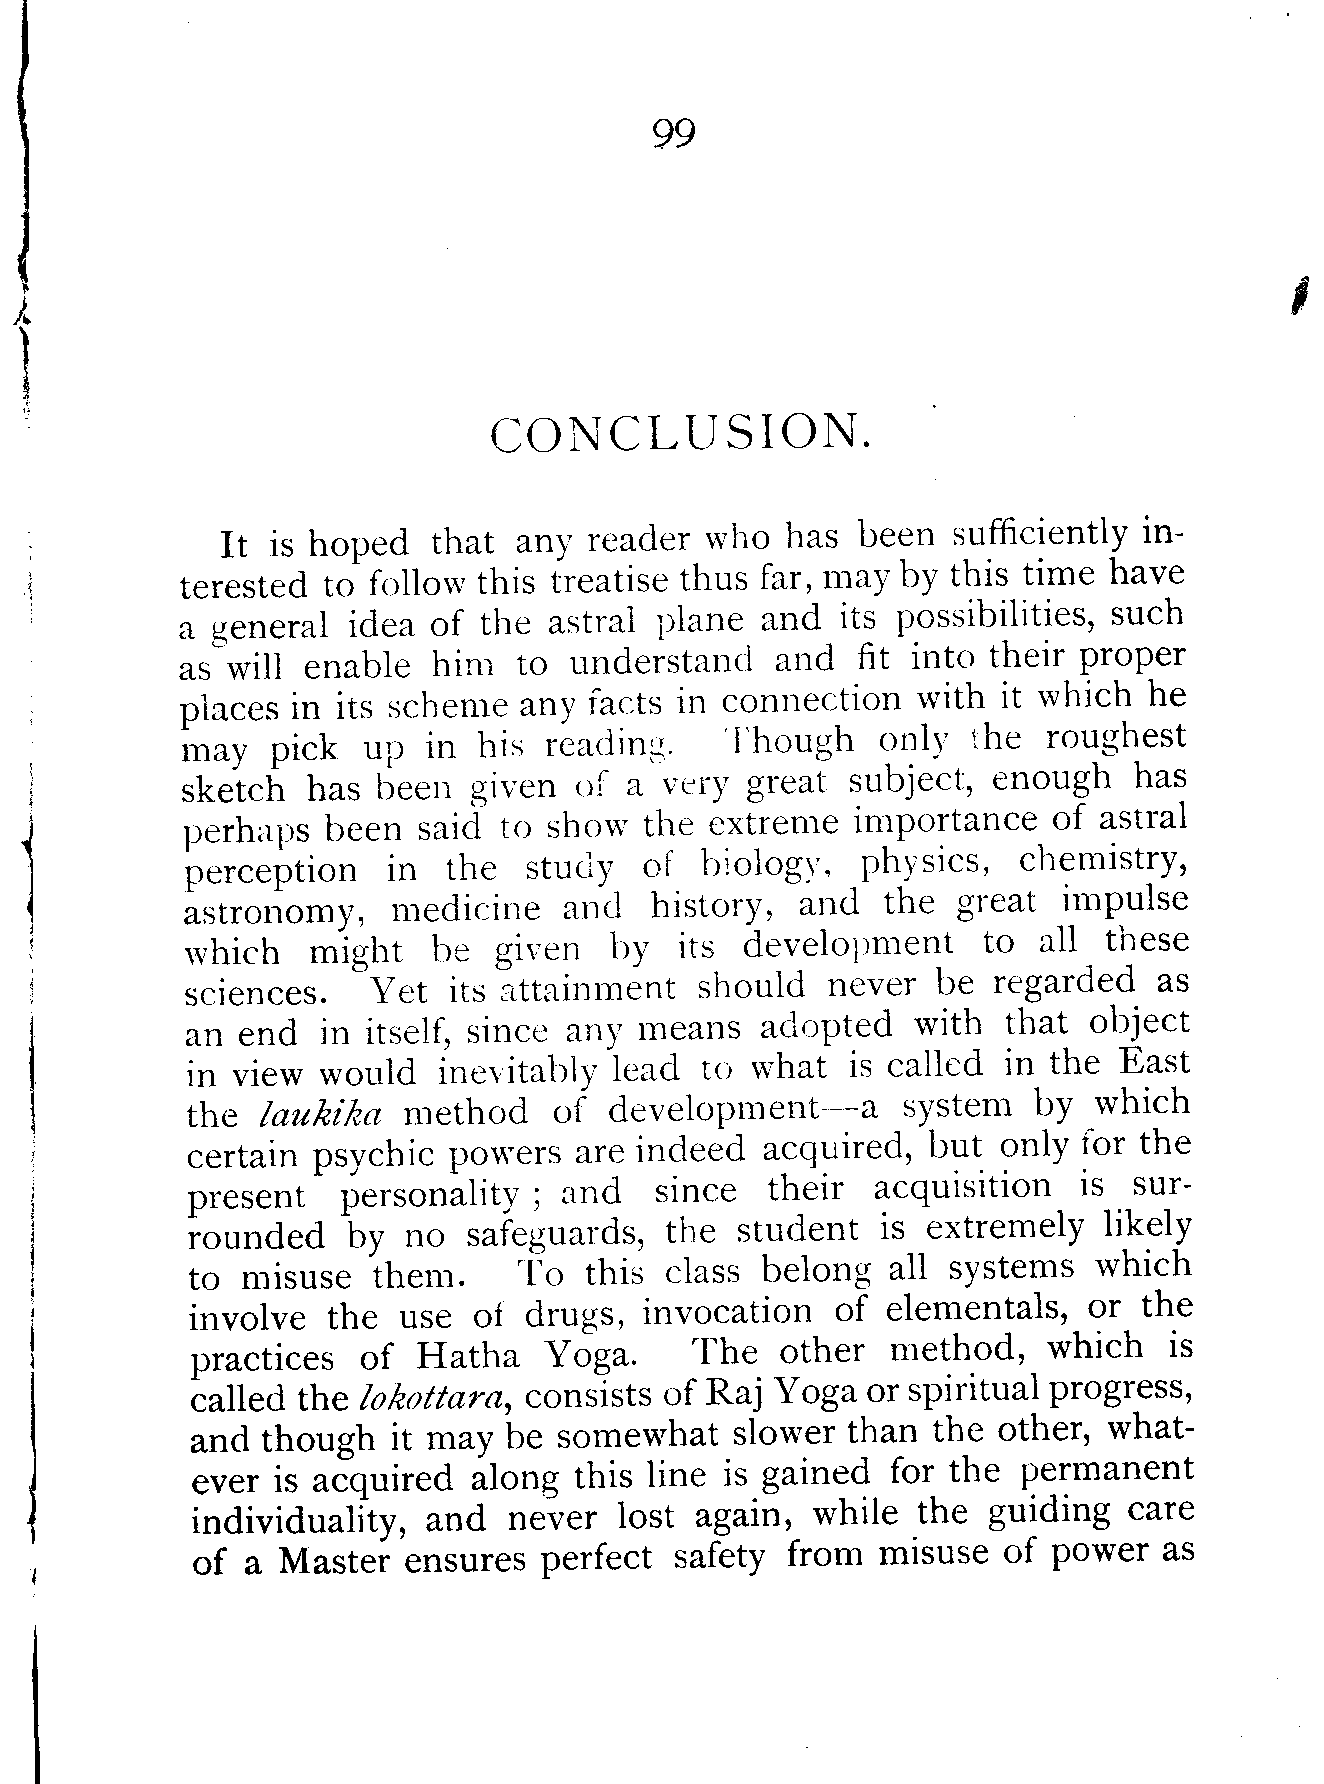 99
CONCLUSION.
It is hoped that any reader who has been sufficiently in-
terested to follow this treatise thus far, may by this time have
a general idea of the astral plane and its possibilities, such
as will enable him to understand and fit into their proper
places in its scheme any facts in connection with it which he
may pick up in his reading. Though only the roughest
sketch has been given of a very great subject, enough has
perhaps been said to show the extreme importance of astral
perception in the study of biology, physics, chemistry,
astronomy, medicine and history, and the great impulse
which might be given by its development to all these
sciences. Yet its attainment should never be regarded as
an end in itself, since any means adopted with that object
in view would inevitably lead to what is called in the East
the laukika method of development—a system by which
certain psychic powers are indeed acquired, but only for the
present personality ; and since their acquisition is sur-
rounded by no safeguards, the student is extremely likely
to misuse them. To this class belong all systems which
involve the use of drugs, invocation of elementals, or the
practices of Hatha Yoga. The other method, which is
called the lokottara, consists of Raj Yoga or spiritual progress,
and though it may be somewhat slower than the other, what-
ever is acquired along this line is gained for the permanent
individuality, and never lost again, while the guiding care
of a Master ensures perfect safety from misuse of power as